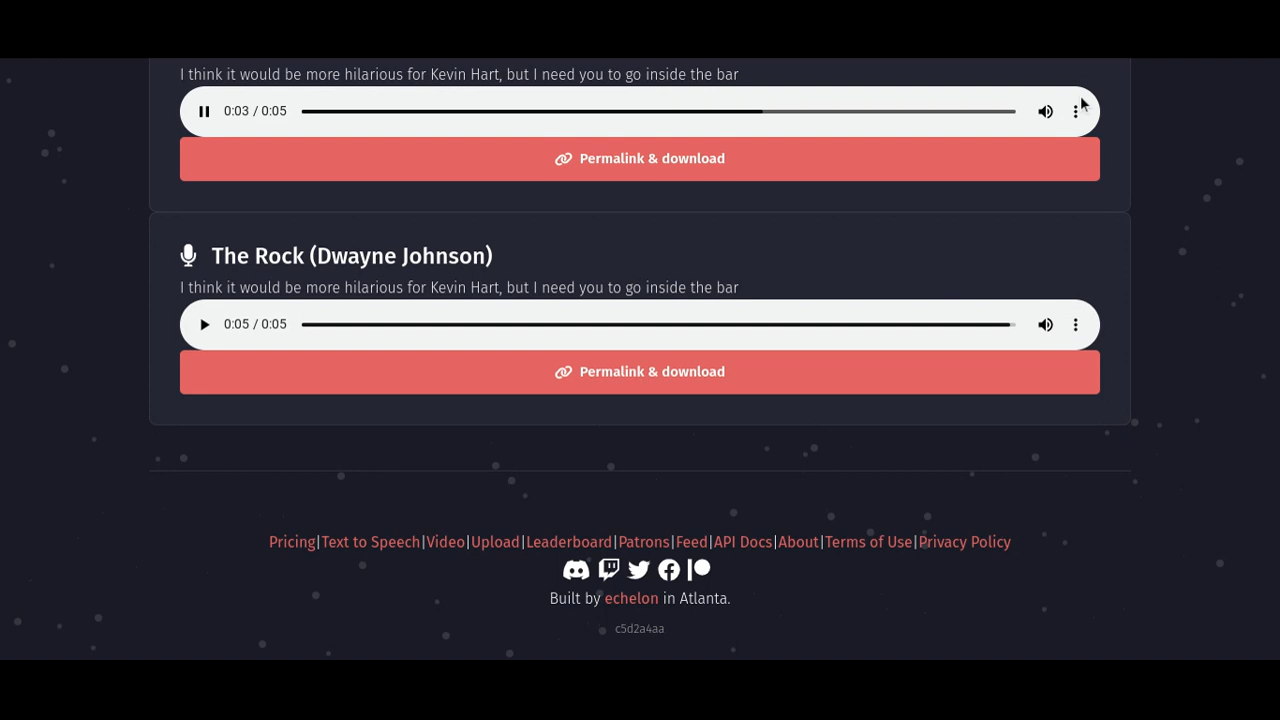 I think it would be more hilarious for Kevin Hart, but I need you to go inside the bar
0:03 / 0:05
Permalink & download
The Rock (Dwayne Johnson)
I think it would be more hilarious for Kevin Hart, but I need you to go inside the bar
0:05 / 0:05
Permalink & download
Pricing|Text to Speech|Video|Upload|Leaderboard|Patrons|Feed|API Docs|About|Terms of Use|Privacy Policy
Built by echelon in Atlanta.
c5d2a4aa